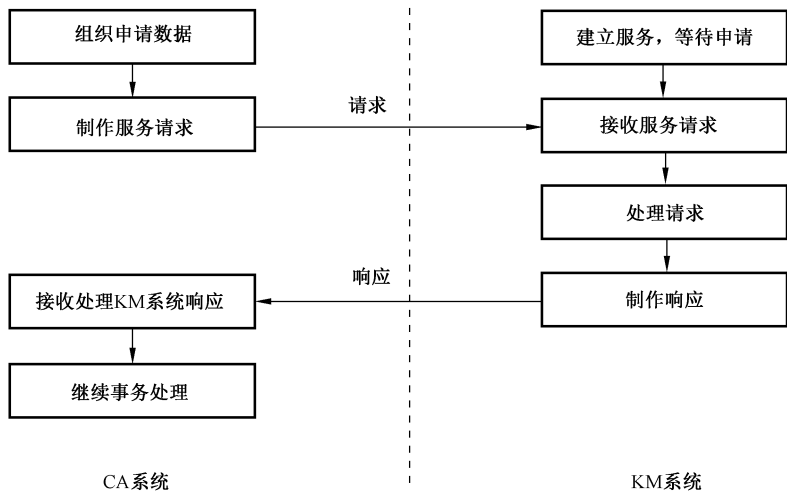 组织申请数据
建立服务，等待申请
制作服务请求
请求
接收服务请求
处理请求
接收处理KM系统响应
响应
制作响应
继续事务处理
CA系统
KM系统